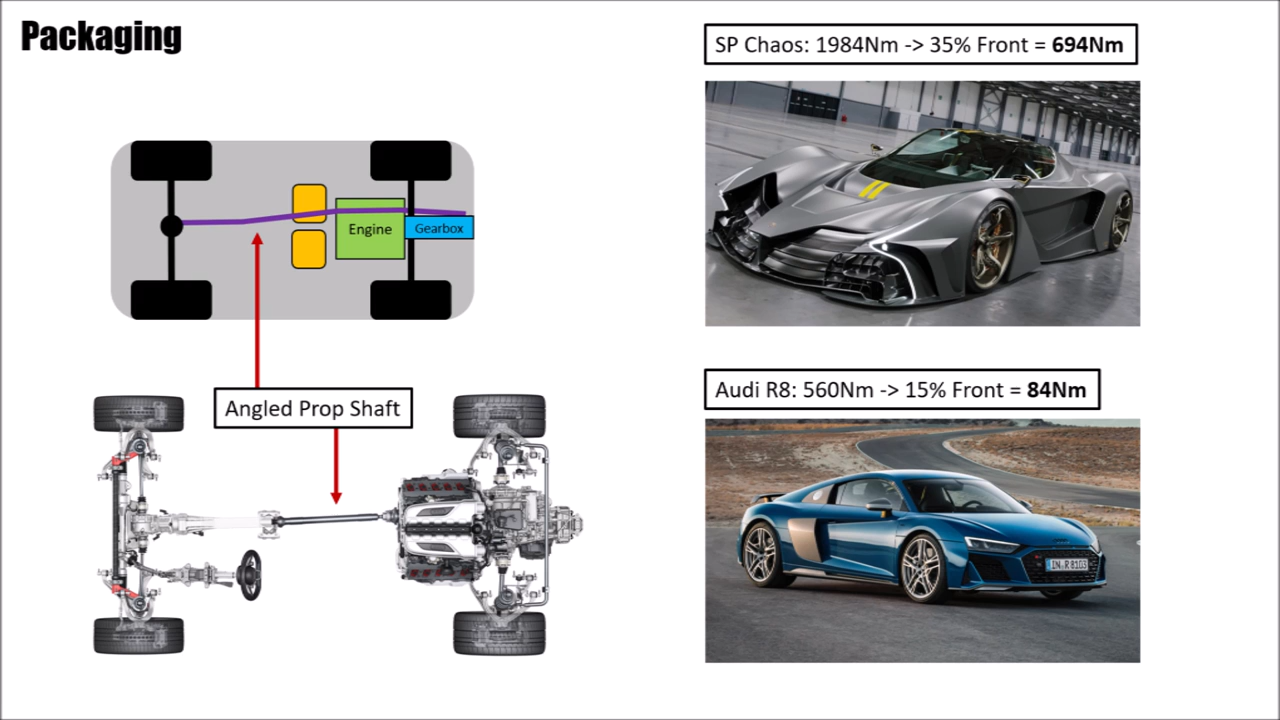 Packaging
SP Chaos: 1984Nm -> 35% Front = 694Nm
Engine
Gearbox
Angled Prop Shaft
Audi R8: 560Nm -> 15% Front = 84Nm
IN R 8103